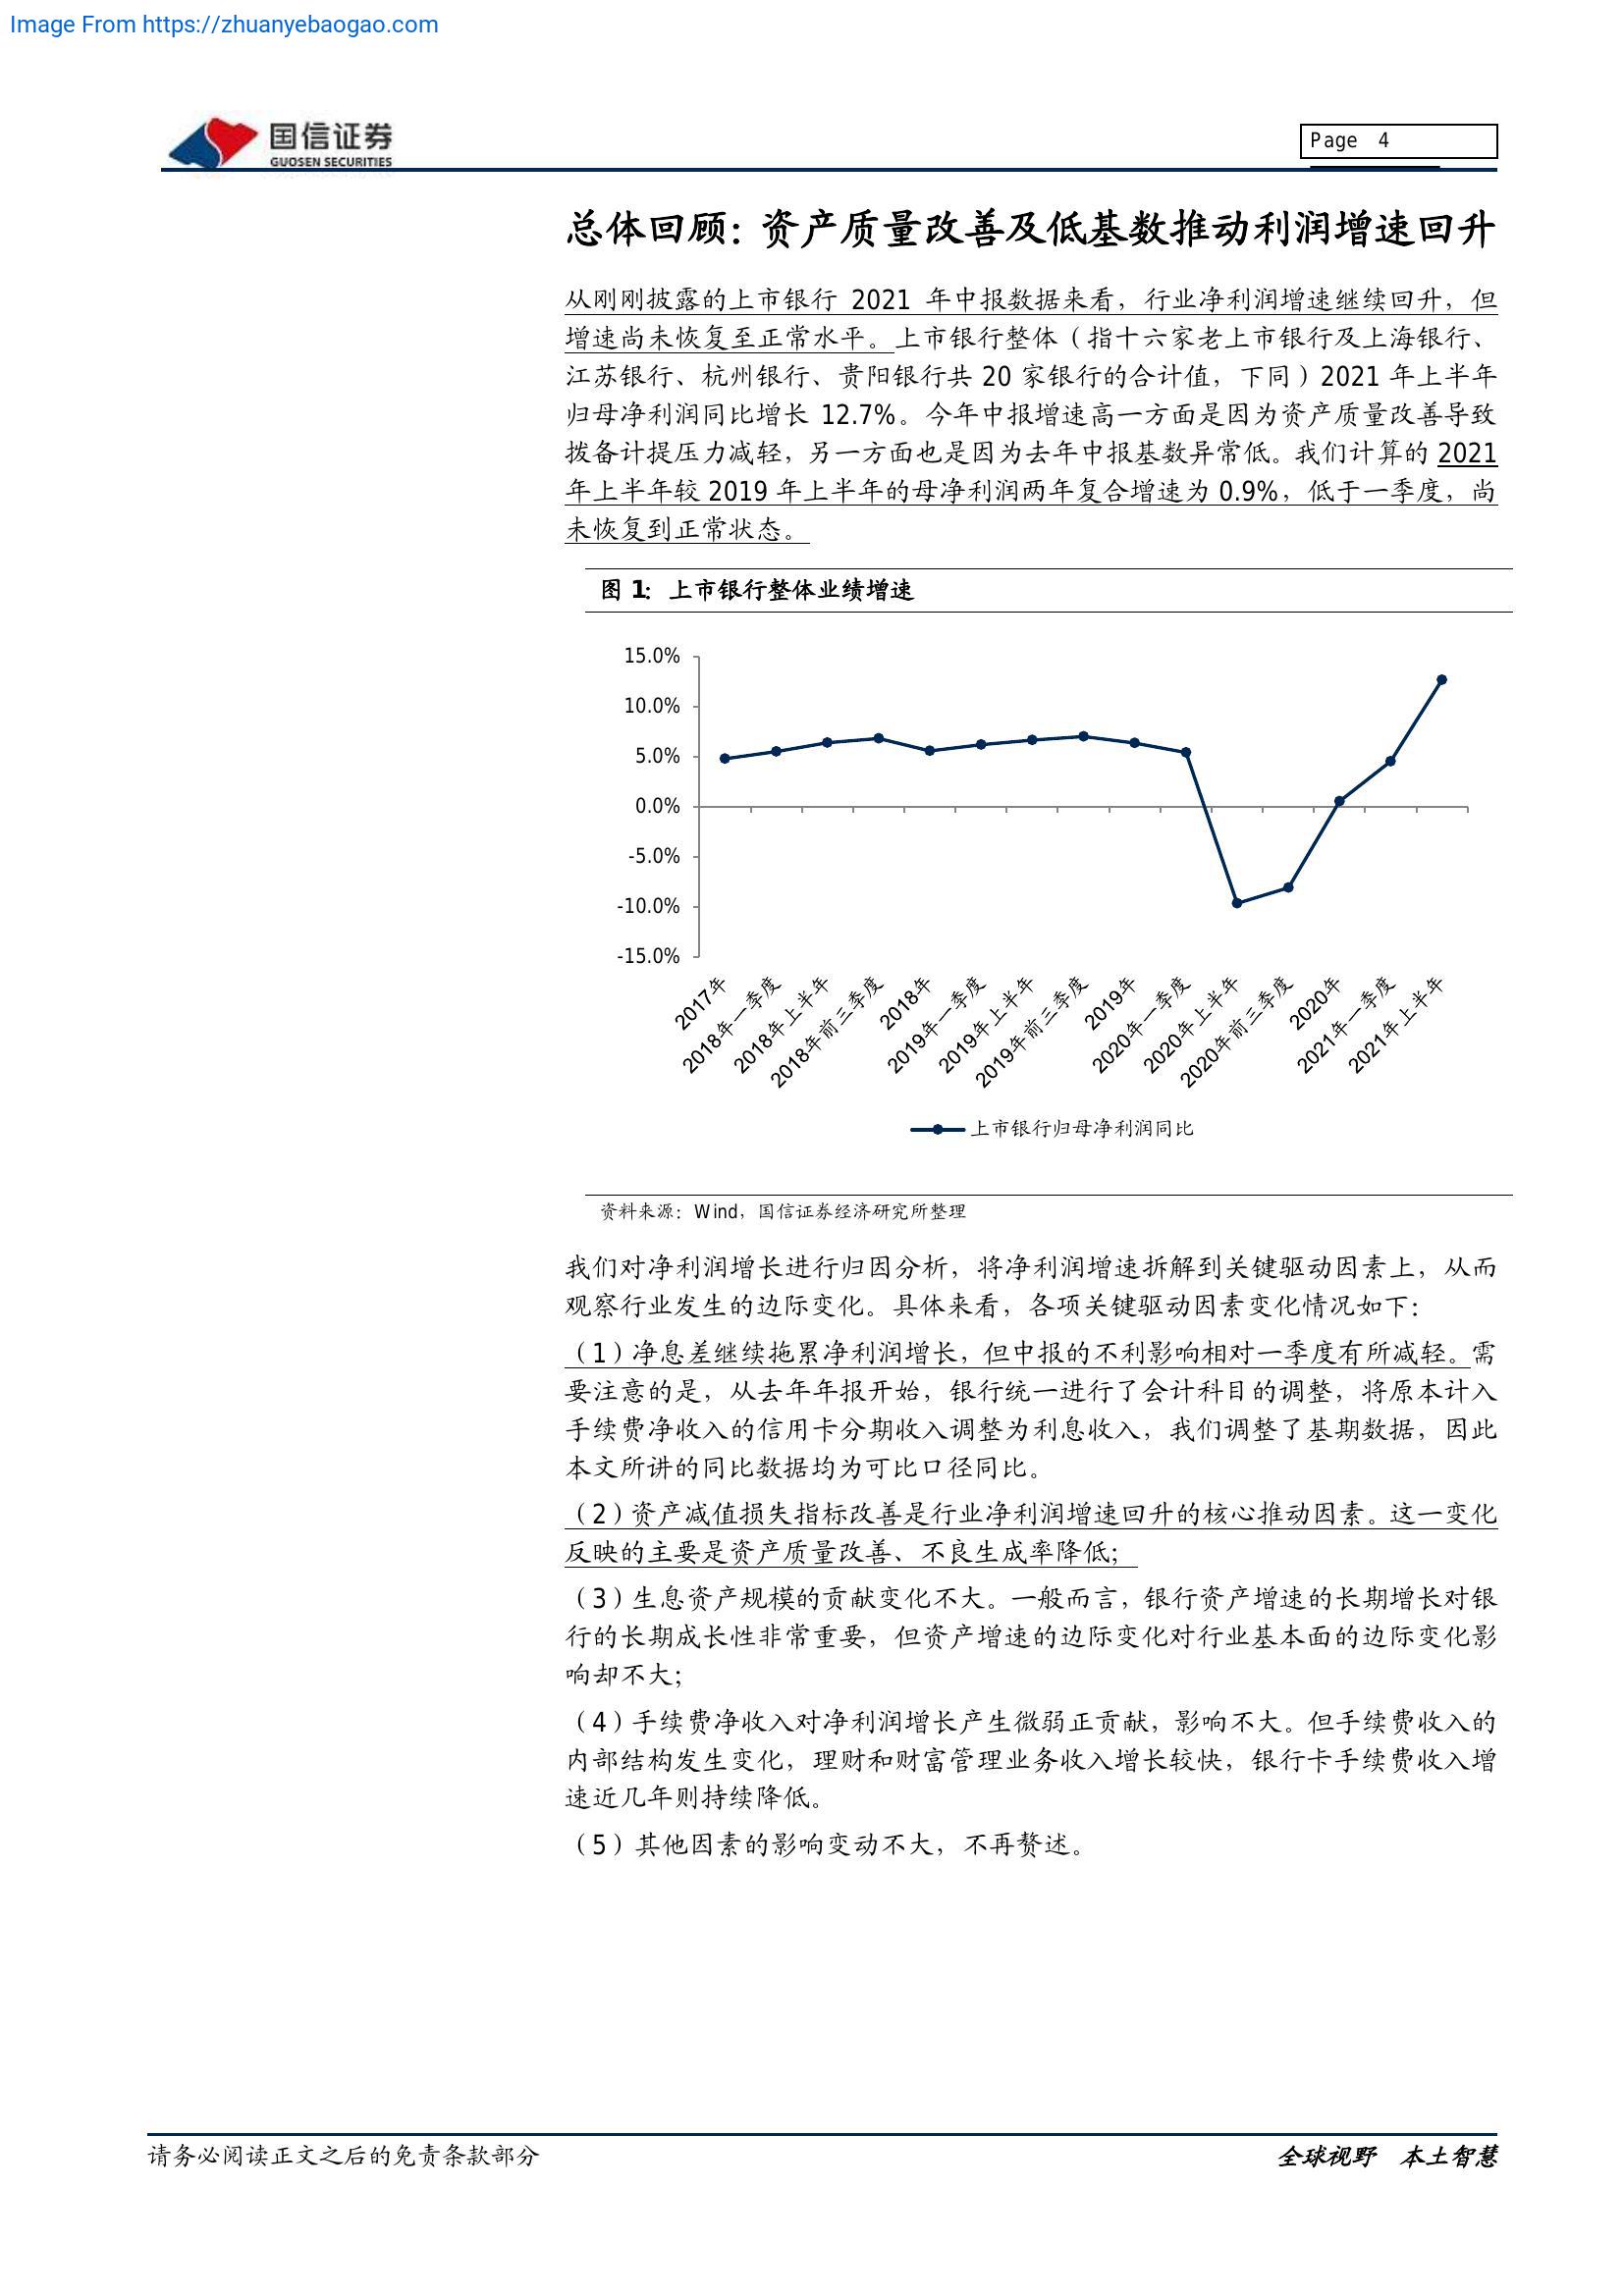 Image From https://zhuanyebaogao.com
国信证券
GUOSEN SECURITIES
Page 4
总体回顾：资产质量改善及低基数推动利润增速回升
从刚刚披露的上市银行 2021 年中报数据来看，行业净利润增速继续回升，但
增速尚未恢复至正常水平。上市银行整体（指十六家老上市银行及上海银行、
江苏银行、杭州银行、贵阳银行共 20 家银行的合计值，下同）2021 年上半年
归母净利润同比增长 12.7%。今年中报增速高一方面是因为资产质量改善导致
拨备计提压力减轻，另一方面也是因为去年中报基数异常低。我们计算的 2021
年上半年较 2019 年上半年的母净利润两年复合增速为 0.9%，低于一季度，尚
未恢复到正常状态。
图 1：上市银行整体业绩增速
15.0%
10.0%
5.0%
0.0%
-5.0%
-10.0%
-15.0%
2017年
2018年一季度
2018年上半年
2018年前三季度
2018年
2019年一季度
2019年上半年
2019年前三季度
2019年
2020年一季度
2020年上半年
2020年前三季度
2020年
2021年一季度
2021年上半年
上市银行归母净利润同比
资料来源：Wind，国信证券经济研究所整理
我们对净利润增长进行归因分析，将净利润增速拆解到关键驱动因素上，从而
观察行业发生的边际变化。具体来看，各项关键驱动因素变化情况如下：
（1）净息差继续拖累净利润增长，但中报的不利影响相对一季度有所减轻。需
要注意的是，从去年年报开始，银行统一进行了会计科目的调整，将原本计入
手续费净收入的信用卡分期收入调整为利息收入，我们调整了基期数据，因此
本文所讲的同比数据均为可比口径同比。
（2）资产减值损失指标改善是行业净利润增速回升的核心推动因素。这一变化
反映的主要是资产质量改善、不良生成率降低；
（3）生息资产规模的贡献变化不大。一般而言，银行资产增速的长期增长对银
行的长期成长性非常重要，但资产增速的边际变化对行业基本面的边际变化影
响却不大；
（4）手续费净收入对净利润增长产生微弱正贡献，影响不大。但手续费收入的
内部结构发生变化，理财和财富管理业务收入增长较快，银行卡手续费收入增
速近几年则持续降低。
（5）其他因素的影响变动不大，不再赘述。
请务必阅读正文之后的免责条款部分
全球视野 本土智慧